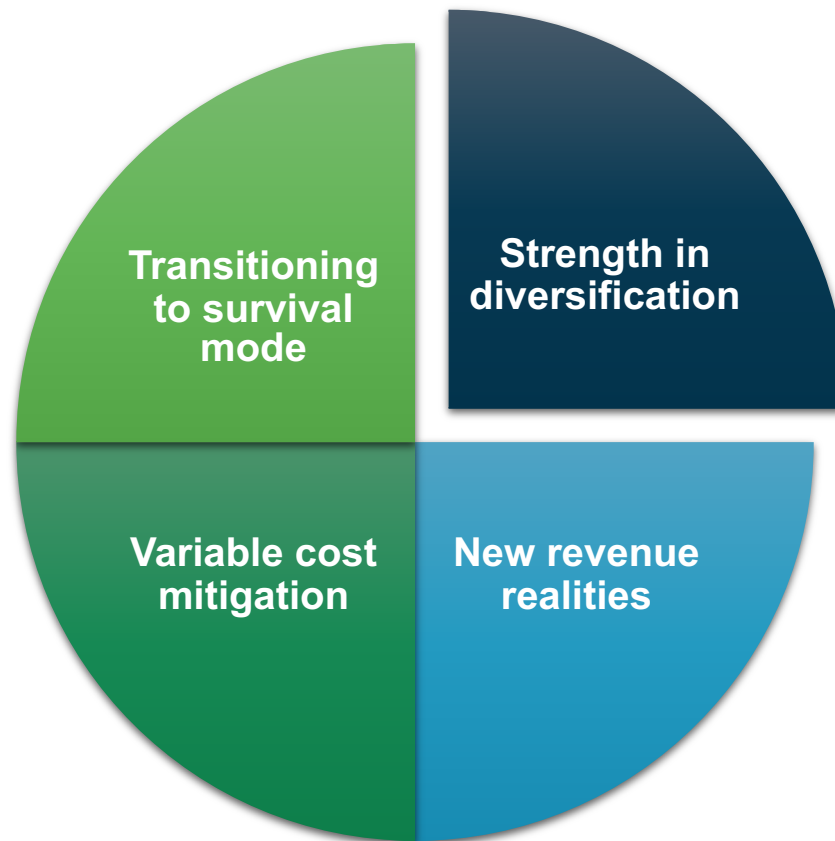 Transitioning
to survival
mode
Strength in
diversification
Variable cost
mitigation
New revenue
realities